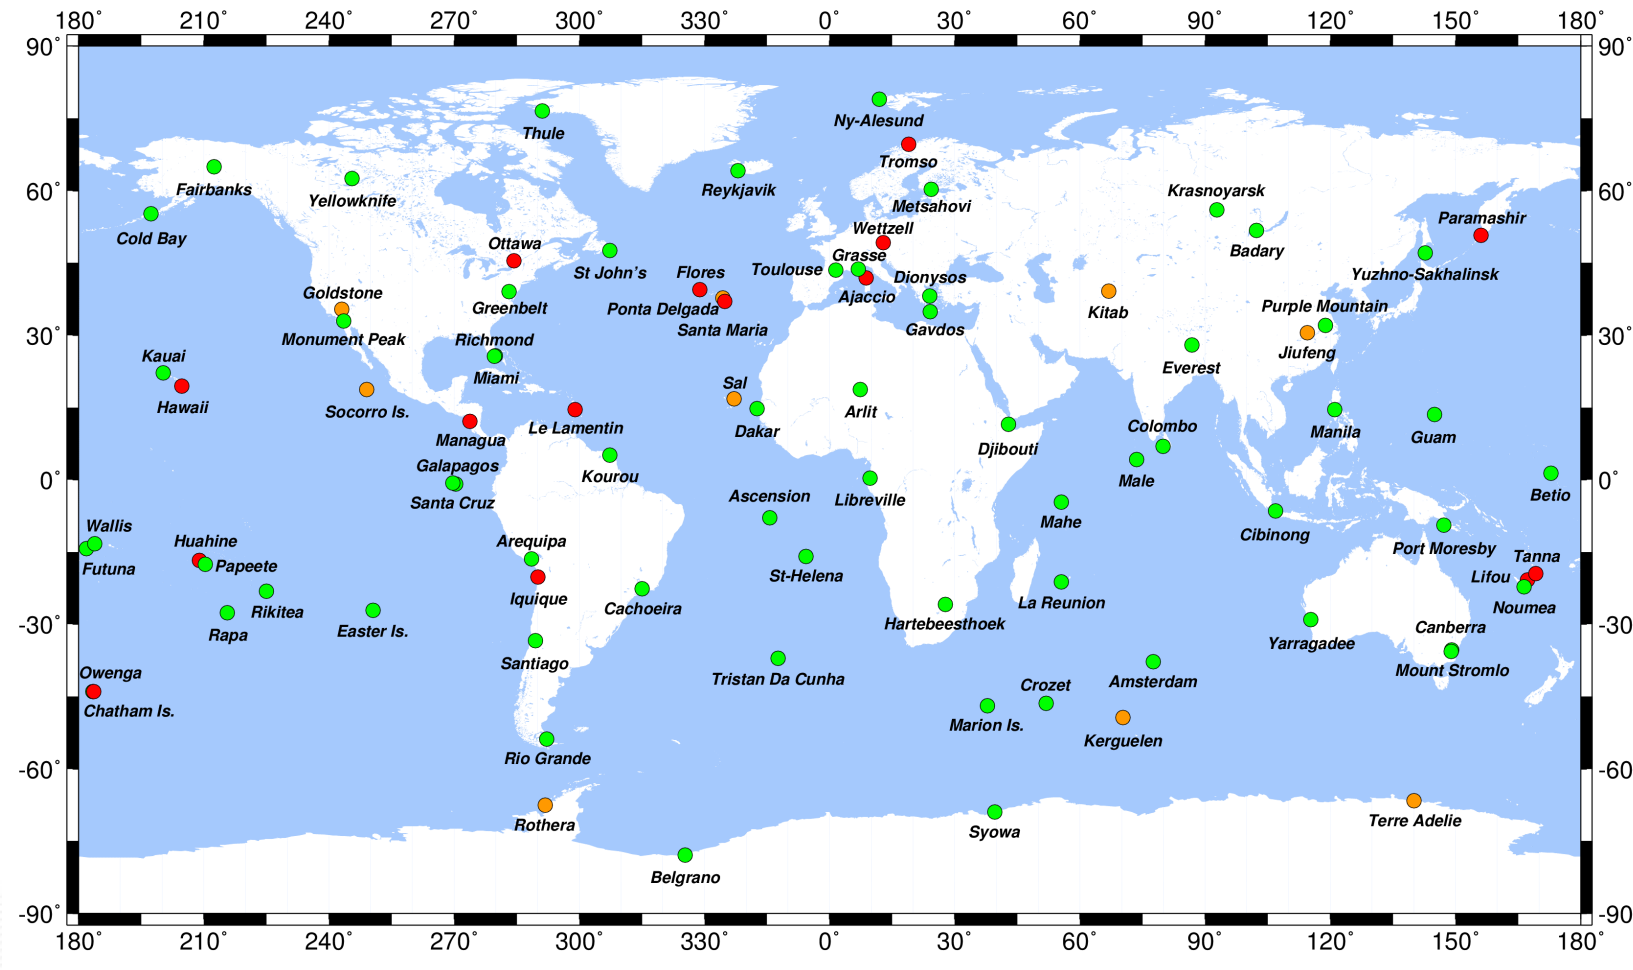 180° 210° 240° 270° 300° 330° 0° 30° 60° 90° 120° 150° 180°
90° 90°
Ny-Alesund
Thule
Tromso
Fairbanks
Reykjavik
Krasnoyarsk
60° 60°
Yellowknife
Metsahovi
Paramashir
Wettzell
Cold Bay
Ottawa
Badary
Grasse
St John's
Flores
Toulouse
Dionysos
Yuzhno-Sakhalinsk
Goldstone
Ajaccio
Greenbelt
Ponta Delgada
Kitab
Purple Mountain
Santa Maria
Gavdos
30° 30°
Monument Peak
Richmond
Kauai
Jiufeng
Miami
Everest
Sal
Hawaii
Socorro Is.
Arlit
Le Lamentin
Dakar
Colombo
Manila
Guam
Managua
Djibouti
Galapagos
Kourou
0° 0°
Male
Santa Cruz
Ascension
Libreville
Betio
Wallis
Mahe
Cibinong
Huahine
Arequipa
Port Moresby
Tanna
Futuna
Papeete
St-Helena
Lifou
Iquique
Rikitea
Cachoeira
La Reunion
Noumea
-30° -30
Rapa
Easter Is.
Hartebeesthoek
Canberra
Yarragadee
Santiago
Mount Stromlo
Owenga
Tristan Da Cunha
Crozet
Amsterdam
Chatham Is.
Marion Is.
Kerguelen
Rio Grande
-60° -60
Rothera
Terre Adelie
Syowa
Belgrano
-90° -90
180° 210° 240° 270° 300° 330° 0° 30° 60° 90° 120° 150° 180°